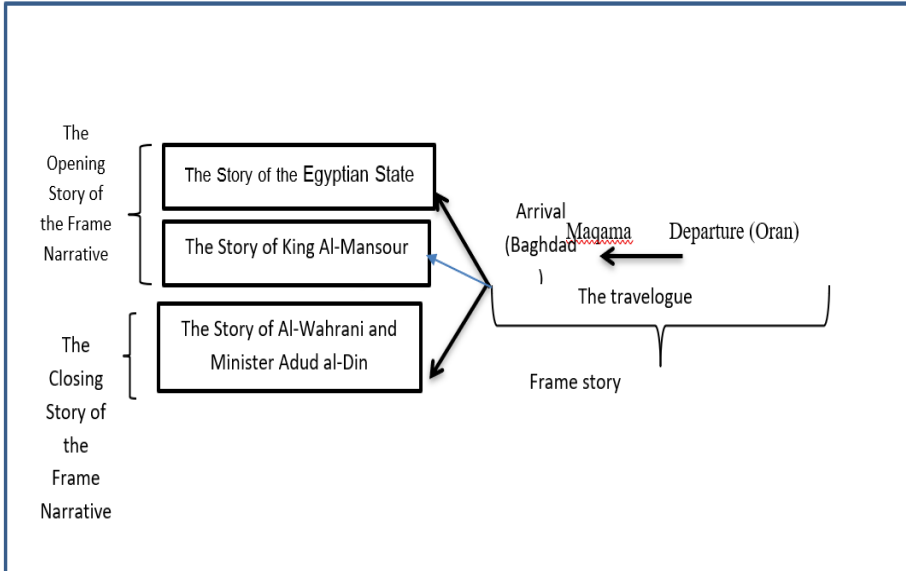 The
Opening
Story of
the Frame
Narrative
The Story of the Egyptian State
The Story of King Al-Mansour
The
Closing
Story of
the
Frame
Narrative
The Story of Al-Wahrani and
Minister Adud al-Din
Arrival
(Baghdad
)
Maqama
Departure (Oran)
The travelogue
Frame story